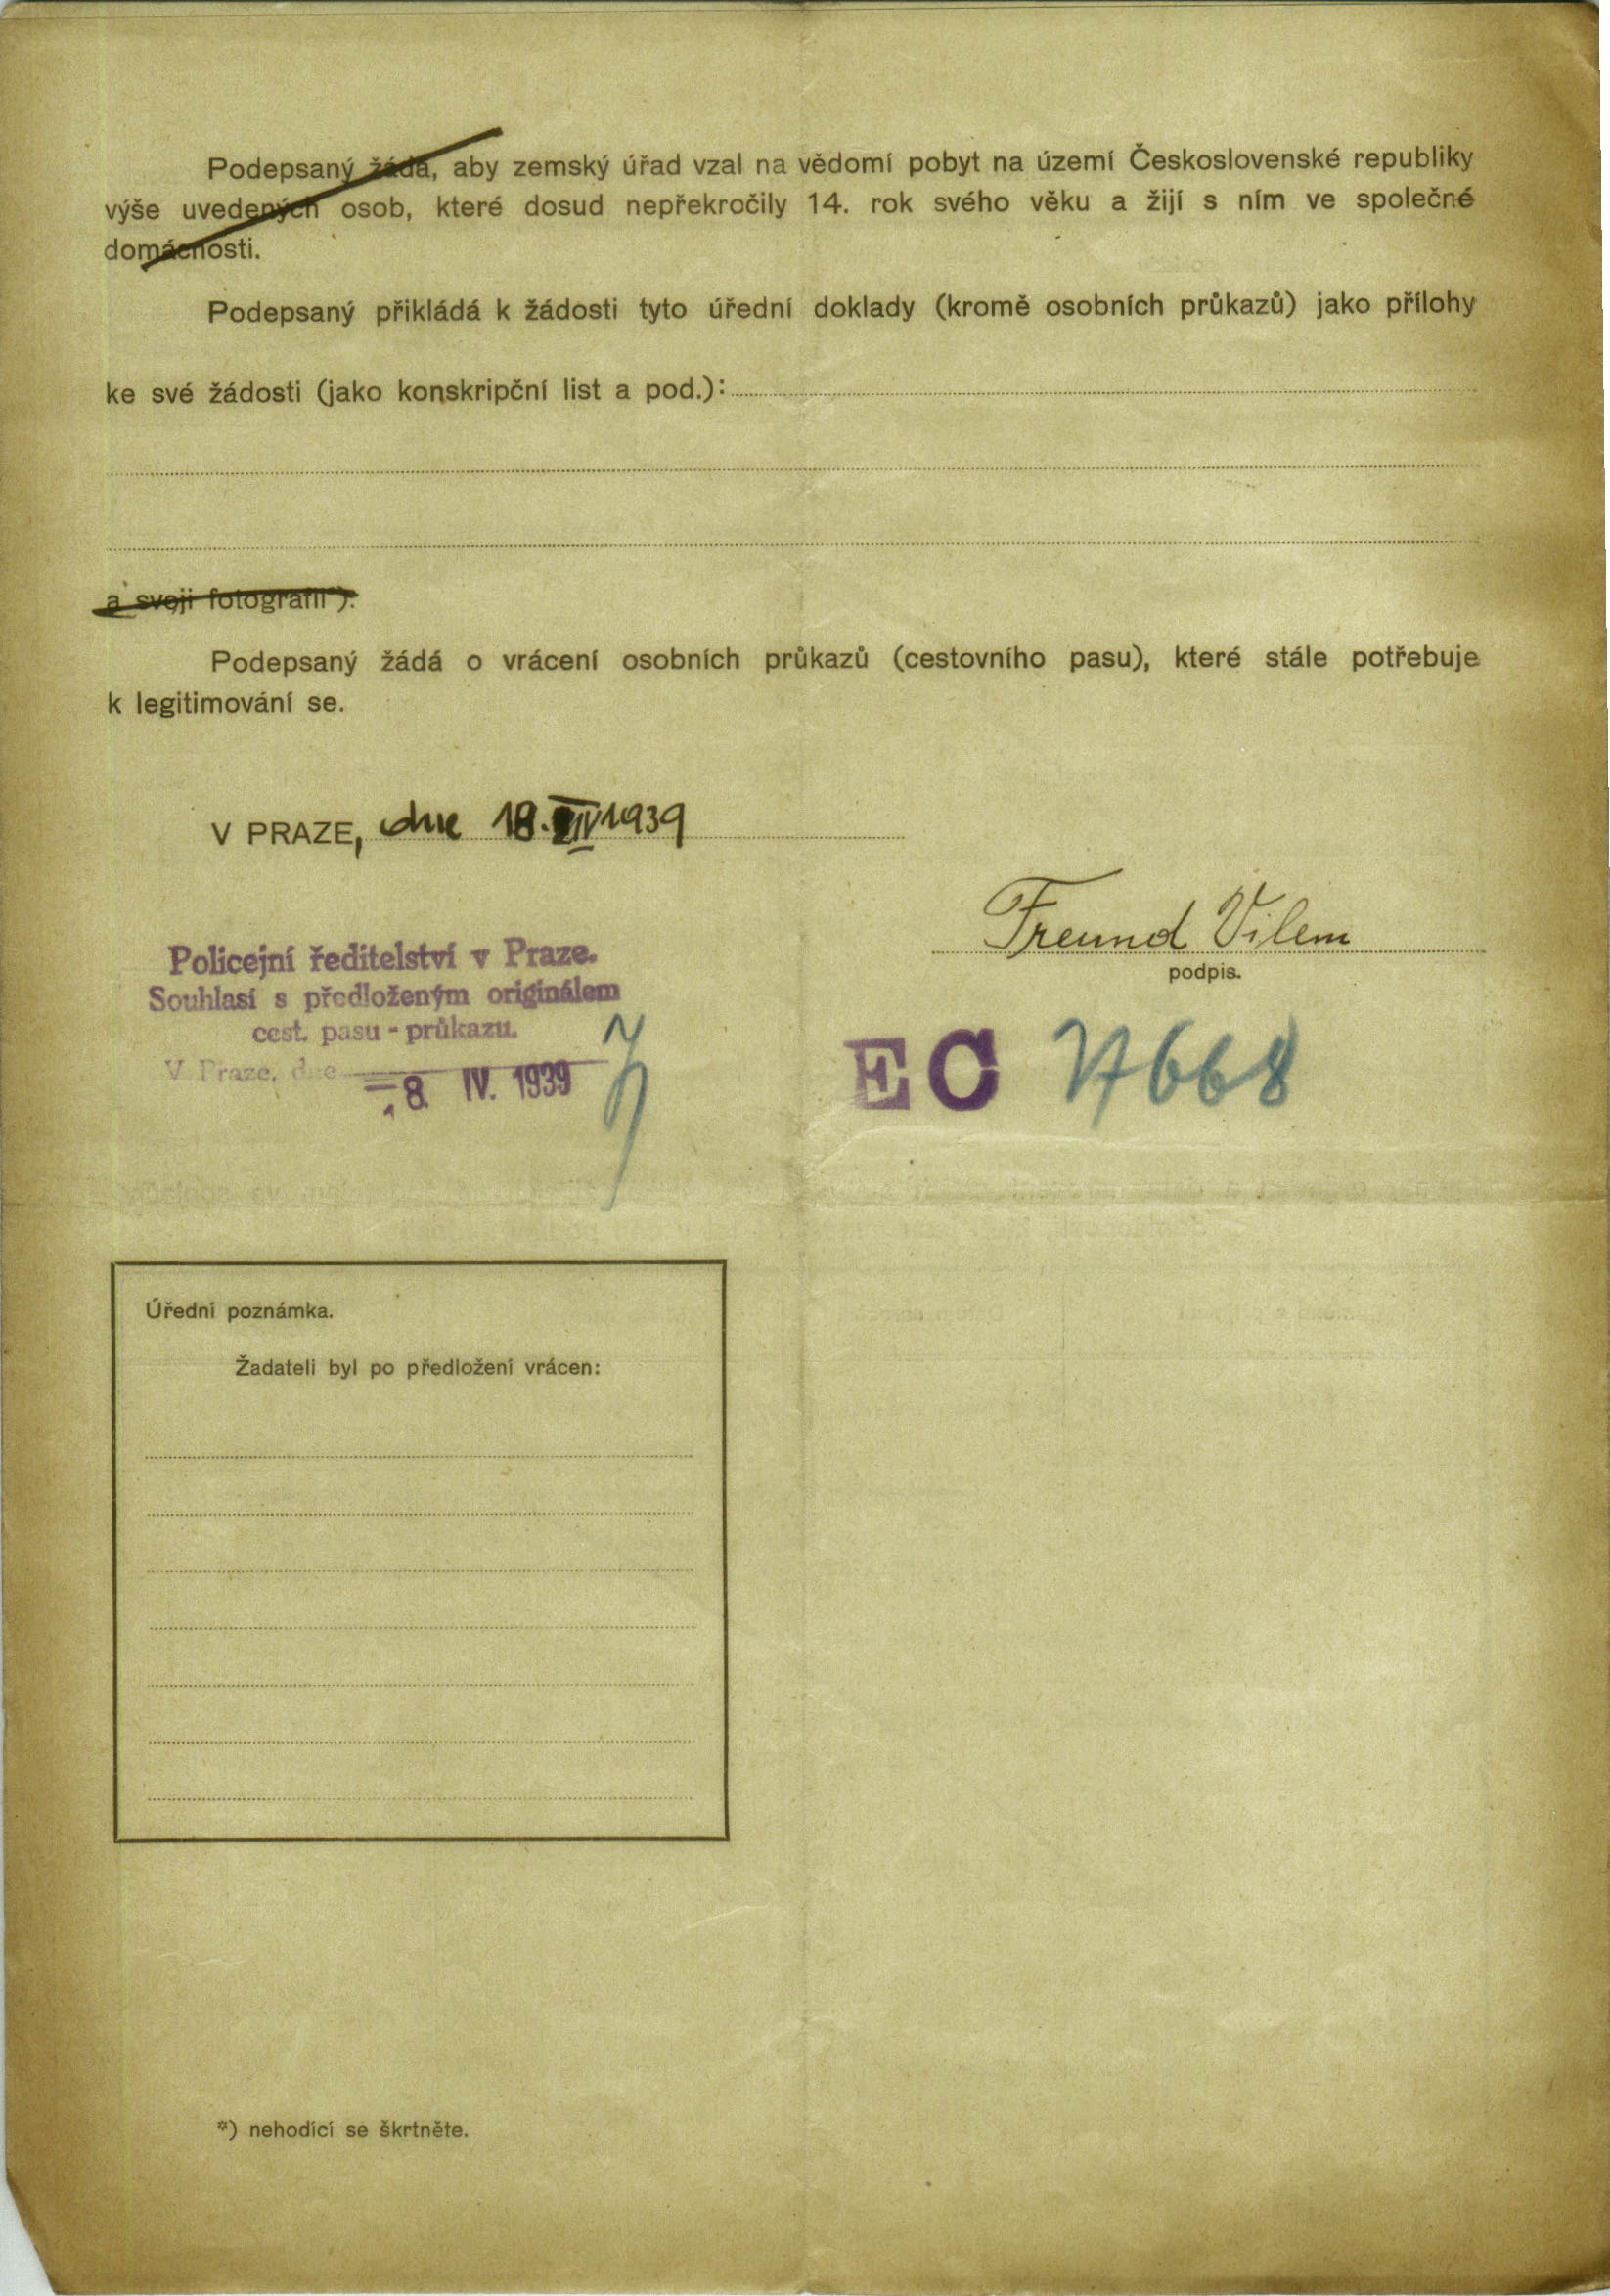 Podepsaný žádá, aby zemský úřad vzal na vědomí pobyt na území Československé republiky
výše uvedených osob, které dosud nepřekročily 14. rok svého věku a žijí s ním ve společné
domácnosti.
Podepsaný přikládá k žádosti tyto úřední doklady (kromě osobních průkazů) jako přílohy
ke své žádosti (jako konskripční list a pod.):
a svoji fotografii*).
Podepsaný žádá o vrácení osobních průkazů (cestovního pasu), které stále potřebuje
k legitimování se.
V PRAZE, dne 18. IV 1939
Freund Vilem
podpis.
Policejní ředitelství v Praze.
Souhlasí s předloženým originálem
cest. pasu - průkazu.
V Praze, dne
8. IV. 1939
EC
Úřední poznámka.
Žadateli byl po předložení vrácen:
*) nehodící se škrtněte.